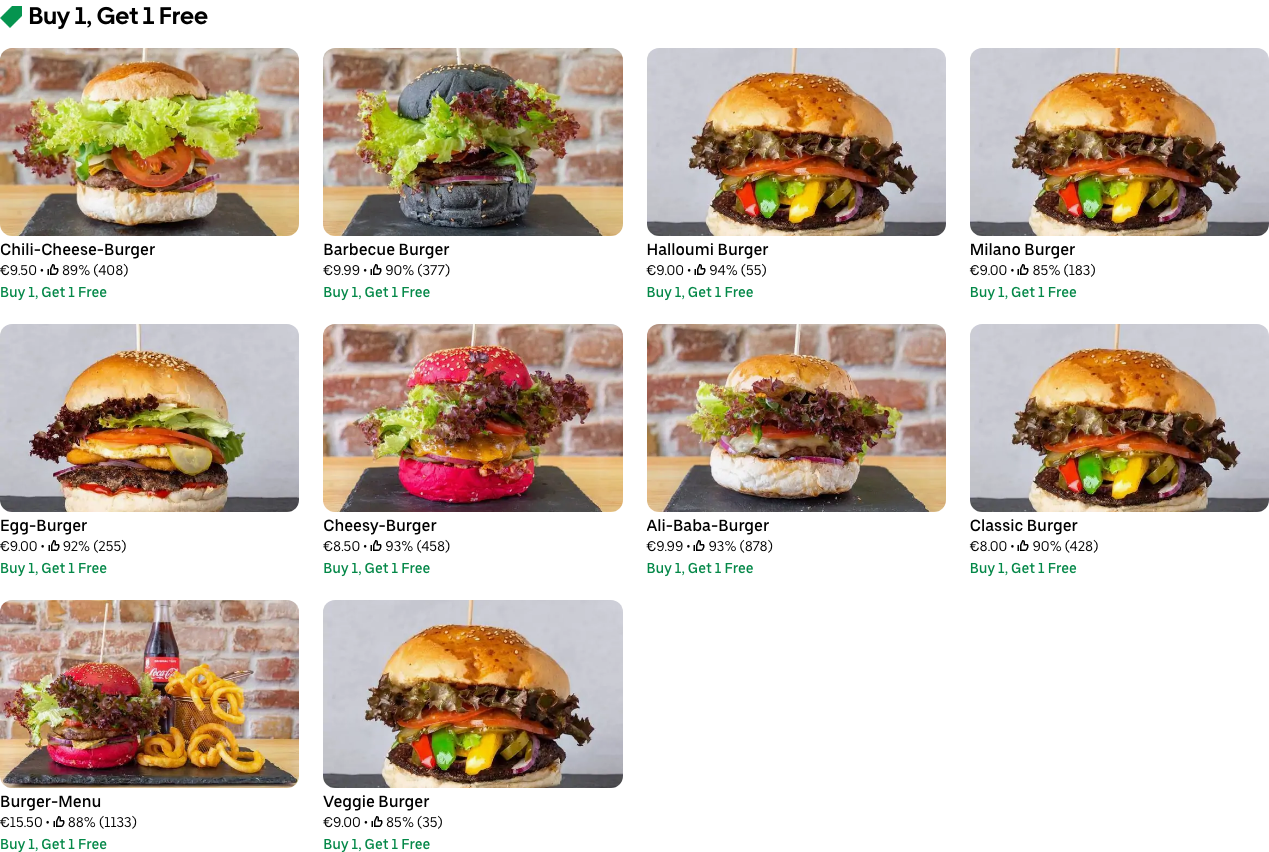 Buy 1, Get 1 Free
Chili-Cheese-Burger
€9.50 • 89% (408)
Buy 1, Get 1 Free
Barbecue Burger
€9.99 • 90% (377)
Buy 1, Get 1 Free
Halloumi Burger
€9.00 • 94% (55)
Buy 1, Get 1 Free
Milano Burger
€9.00 • 85% (183)
Buy 1, Get 1 Free
Egg-Burger
€9.00 • 92% (255)
Buy 1, Get 1 Free
Cheesy-Burger
€8.50 • 93% (458)
Buy 1, Get 1 Free
Ali-Baba-Burger
€9.99 • 93% (878)
Buy 1, Get 1 Free
Classic Burger
€8.00 • 90% (428)
Buy 1, Get 1 Free
Coca-Cola
Burger-Menu
€15.50 • 88% (1133)
Buy 1, Get 1 Free
Veggie Burger
€9.00 • 85% (35)
Buy 1, Get 1 Free